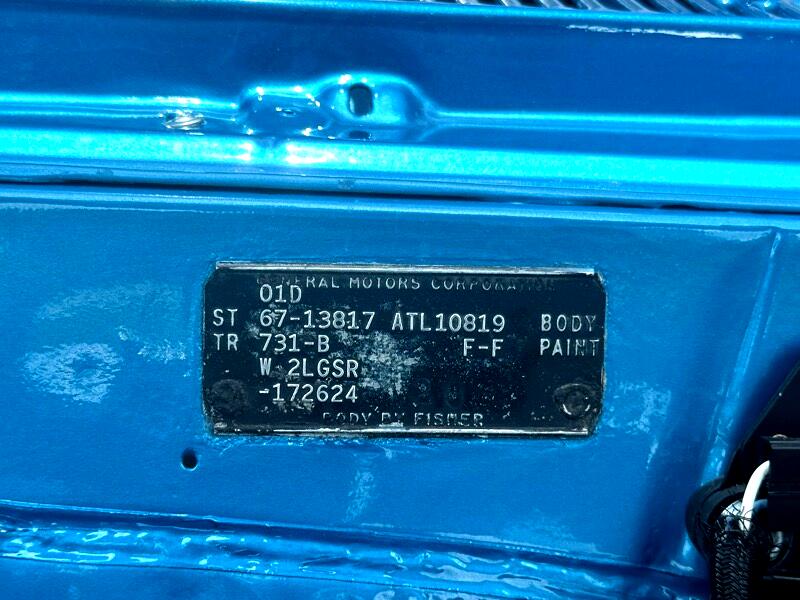 GENERAL MOTORS CORPORATION
01D
ST 67-13817 ATL10819 BODY
TR 731-B F-F PAINT
W 2LGSR
-172624
BODY BY FISHER